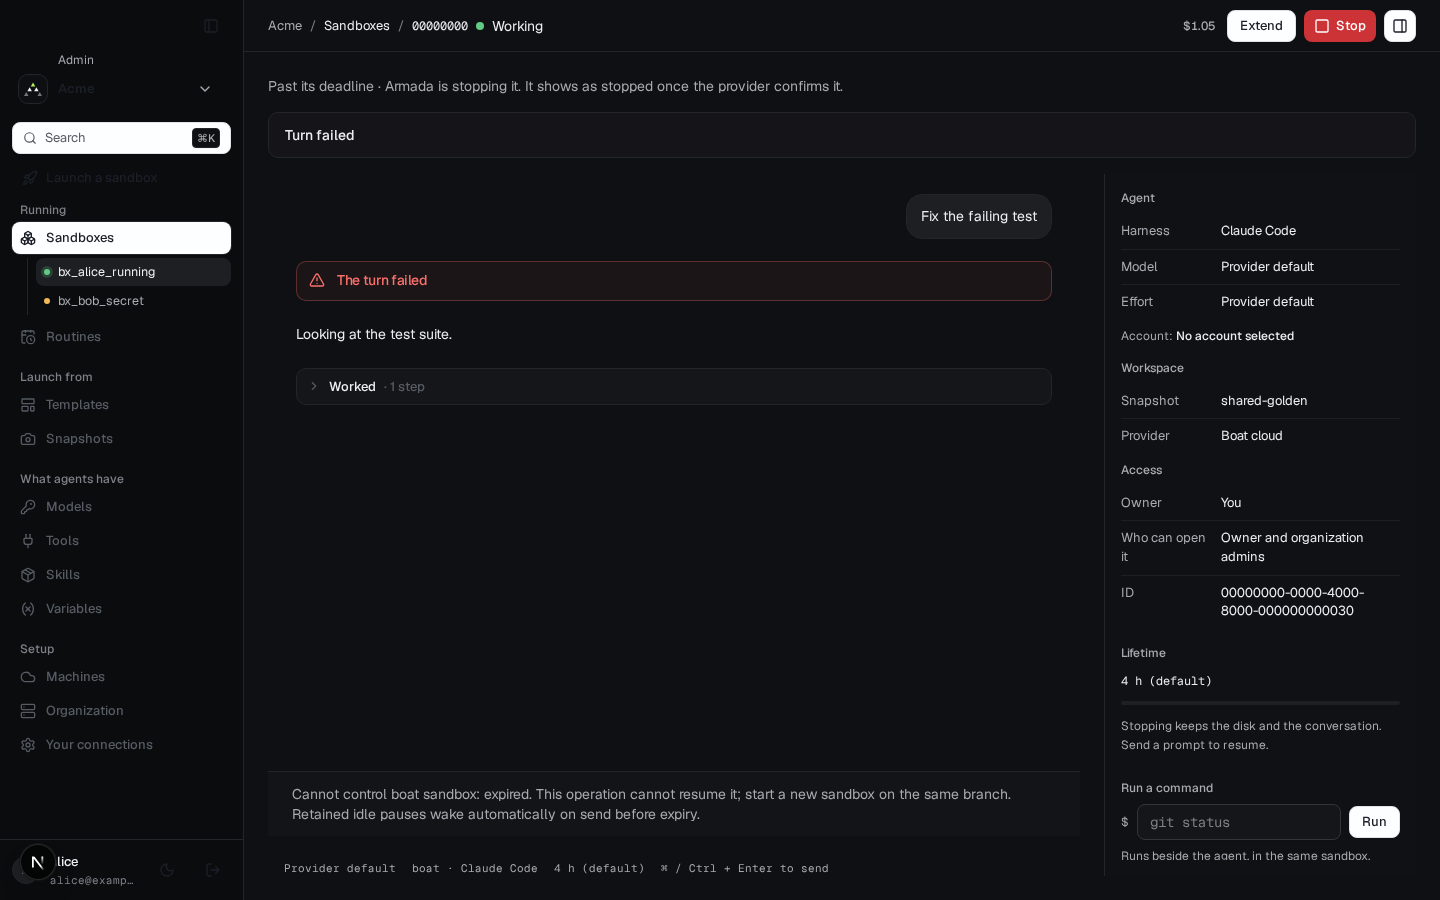 Admin
Acme
Search
⌘K
Launch a sandbox
Running
Sandboxes
bx_alice_running
bx_bob_secret
Routines
Launch from
Templates
Snapshots
What agents have
Models
Tools
Skills
Variables
Setup
Machines
Organization
Your connections
N
lice
alice@examp…
Acme / Sandboxes / 00000000 Working
$1.05
Extend
Stop
Past its deadline · Armada is stopping it. It shows as stopped once the provider confirms it.
Turn failed
Fix the failing test
The turn failed
Looking at the test suite.
Worked · 1 step
Cannot control boat sandbox: expired. This operation cannot resume it; start a new sandbox on the same branch.
Retained idle pauses wake automatically on send before expiry.
Provider default boat · Claude Code 4 h (default) ⌘ / Ctrl + Enter to send
Agent
Harness Claude Code
Model Provider default
Effort Provider default
Account: No account selected
Workspace
Snapshot shared-golden
Provider Boat cloud
Access
Owner You
Who can open it Owner and organization admins
ID 00000000-0000-4000-
8000-000000000030
Lifetime
4 h (default)
Stopping keeps the disk and the conversation.
Send a prompt to resume.
Run a command
$ git status
Run
Runs beside the agent, in the same sandbox.